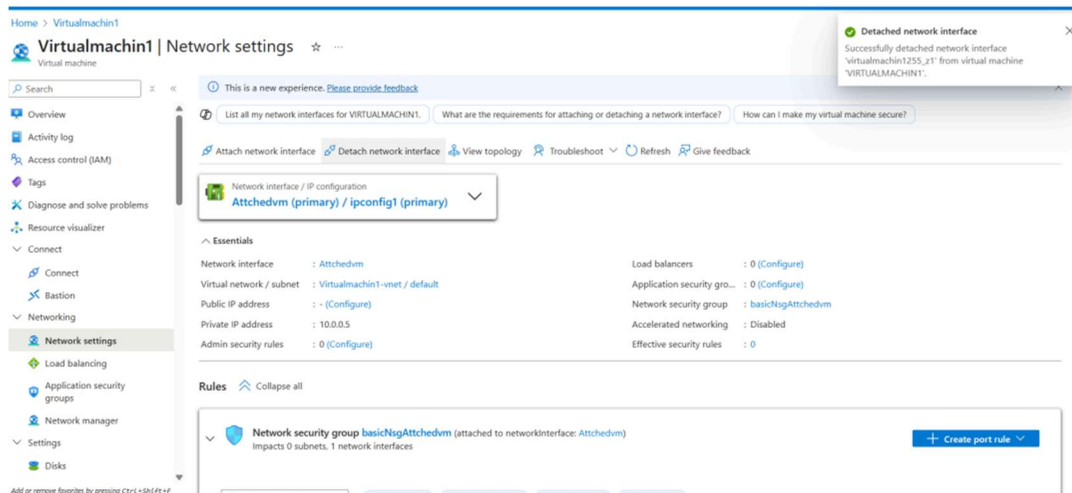 Home > Virtualmachin1
Virtualmachin1 | Network settings
Virtual machine
Detached network interface
Successfully detached network interface
'virtualmachin1255_z1' from virtual machine
'VIRTUALMACHIN1'.
Search
Overview
Activity log
Access control (IAM)
Tags
Diagnose and solve problems
Resource visualizer
Connect
Connect
Bastion
Networking
Network settings
Load balancing
Application security
groups
Network manager
Settings
Disks
Add or remove favorites by pressing Ctrl+Shift+F
This is a new experience. Please provide feedback
List all my network interfaces for VIRTUALMACHIN1. What are the requirements for attaching or detaching a network interface? How can I make my virtual machine secure?
Attach network interface Detach network interface View topology Troubleshoot Refresh Give feedback
Network interface / IP configuration
Attchedvm (primary) / ipconfig1 (primary)
Essentials
Network interface : Attchedvm
Virtual network / subnet : Virtualmachin1-vnet / default
Public IP address : - (Configure)
Private IP address : 10.0.0.5
Admin security rules : 0 (Configure)
Load balancers : 0 (Configure)
Application security gro... : 0 (Configure)
Network security group : basicNsgAttchedvm
Accelerated networking : Disabled
Effective security rules : 0
Rules Collapse all
Network security group basicNsgAttchedvm (attached to networkInterface: Attchedvm)
Impacts 0 subnets, 1 network interfaces
+ Create port rule